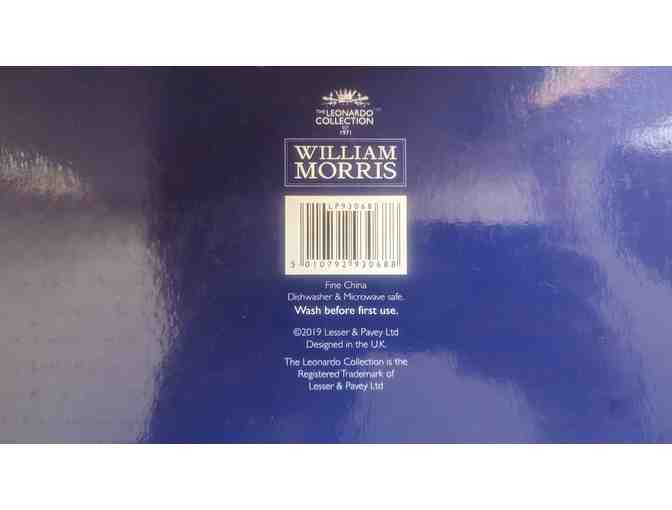 THE LEONARDO
COLLECTION
EST
1971
WILLIAM
MORRIS
LP93068
5 010792 930688
Fine China
Dishwasher & Microwave safe.
Wash before first use.
©2019 Lesser & Pavey Ltd
Designed in the U.K.
The Leonardo Collection is the
Registered Trademark of
Lesser & Pavey Ltd